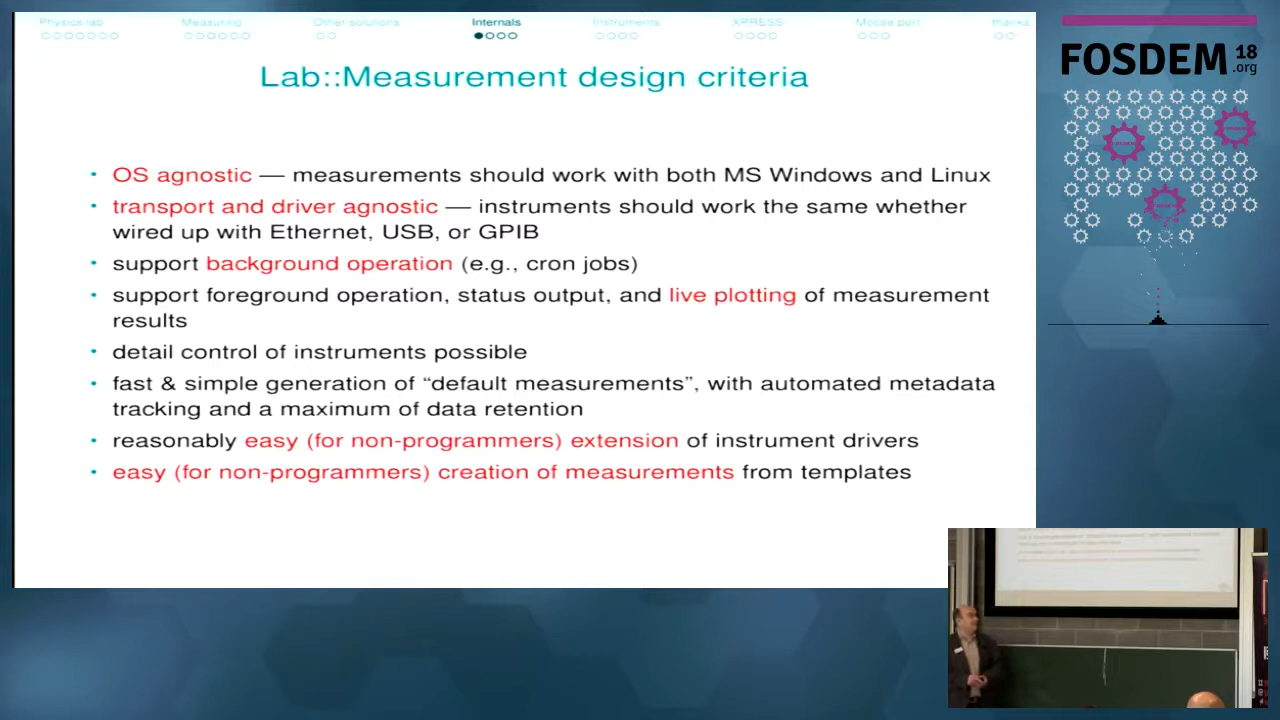 Physics lab Measuring Other solutions Internals Instruments XPRESS Moose port thanks
Lab::Measurement design criteria
• OS agnostic — measurements should work with both MS Windows and Linux
• transport and driver agnostic — instruments should work the same whether
wired up with Ethernet, USB, or GPIB
• support background operation (e.g., cron jobs)
• support foreground operation, status output, and live plotting of measurement
results
• detail control of instruments possible
• fast & simple generation of “default measurements”, with automated metadata
tracking and a maximum of data retention
• reasonably easy (for non-programmers) extension of instrument drivers
• easy (for non-programmers) creation of measurements from templates
FOSDEM 18
.org